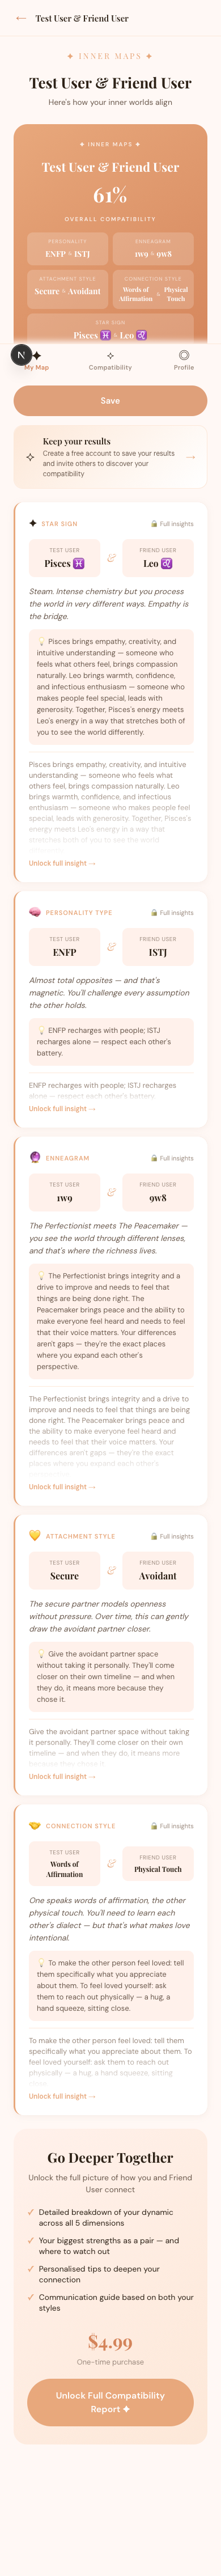 ← Test User & Friend User
✦ INNER MAPS ✦
Test User & Friend User
Here's how your inner worlds align
✦ INNER MAPS ✦
Test User & Friend User
61%
OVERALL COMPATIBILITY
PERSONALITY
ENFP × ISTJ
ENNEAGRAM
1w9 × 9w8
ATTACHMENT STYLE
Secure × Avoidant
CONNECTION STYLE
Words of Affirmation × Physical Touch
STAR SIGN
Pisces ♓ × Leo ♌
N
My Map
Compatibility
Profile
Save
Keep your results
Create a free account to save your results
and invite others to discover your
compatibility
→
STAR SIGN
🔒 Full insights
TEST USER
Pisces ♓
&
FRIEND USER
Leo ♌
Steam. Intense chemistry but you process
the world in very different ways. Empathy is
the bridge.
💡 Pisces brings empathy, creativity, and
intuitive understanding — someone who
feels what others feel, brings compassion
naturally. Leo brings warmth, confidence,
and infectious enthusiasm — someone who
makes people feel special, leads with
generosity. Together, Pisces's energy meets
Leo's energy in a way that stretches both of
you to see the world differently.
Pisces brings empathy, creativity, and intuitive
understanding — someone who feels what
others feel, brings compassion naturally. Leo
brings warmth, confidence, and infectious
enthusiasm — someone who makes people feel
special, leads with generosity. Together, Pisces's
energy meets Leo's energy in a way that
stretches both of you to see the world
Unlock full insight →
PERSONALITY TYPE
🔒 Full insights
TEST USER
ENFP
&
FRIEND USER
ISTJ
Almost total opposites — and that's
magnetic. You'll challenge every assumption
the other holds.
💡 ENFP recharges with people; ISTJ
recharges alone — respect each other's
battery.
ENFP recharges with people; ISTJ recharges
alone — respect each other's battery.
Unlock full insight →
ENNEAGRAM
🔒 Full insights
TEST USER
1w9
&
FRIEND USER
9w8
The Perfectionist meets The Peacemaker —
you see the world through different lenses,
and that's where the richness lives.
💡 The Perfectionist brings integrity and a
drive to improve and needs to feel that
things are being done right. The
Peacemaker brings peace and the ability to
make everyone feel heard and needs to feel
that their voice matters. Your differences
aren't gaps — they're the exact places
where you expand each other's
perspective.
The Perfectionist brings integrity and a drive to
improve and needs to feel that things are being
done right. The Peacemaker brings peace and
the ability to make everyone feel heard and
needs to feel that their voice matters. Your
differences aren't gaps — they're the exact
places where you expand each other's
Unlock full insight →
ATTACHMENT STYLE
🔒 Full insights
TEST USER
Secure
&
FRIEND USER
Avoidant
The secure partner models openness
without pressure. Over time, this can gently
draw the avoidant partner closer.
💡 Give the avoidant partner space
without taking it personally. They'll come
closer on their own timeline — and when
they do, it means more because they
chose it.
Give the avoidant partner space without taking
it personally. They'll come closer on their own
timeline — and when they do, it means more
because they chose it.
Unlock full insight →
CONNECTION STYLE
🔒 Full insights
TEST USER
Words of
Affirmation
&
FRIEND USER
Physical Touch
One speaks words of affirmation, the other
physical touch. You'll need to learn each
other's dialect — but that's what makes love
intentional.
💡 To make the other person feel loved: tell
them specifically what you appreciate
about them. To feel loved yourself: ask
them to reach out physically — a hug, a
hand squeeze, sitting close.
To make the other person feel loved: tell them
specifically what you appreciate about them. To
feel loved yourself: ask them to reach out
physically — a hug, a hand squeeze, sitting
close.
Unlock full insight →
Go Deeper Together
Unlock the full picture of how you and Friend
User connect
✓ Detailed breakdown of your dynamic
across all 5 dimensions
✓ Your biggest strengths as a pair — and
where to watch out
✓ Personalised tips to deepen your
connection
✓ Communication guide based on both your
styles
$4.99
One-time purchase
Unlock Full Compatibility
Report ✦